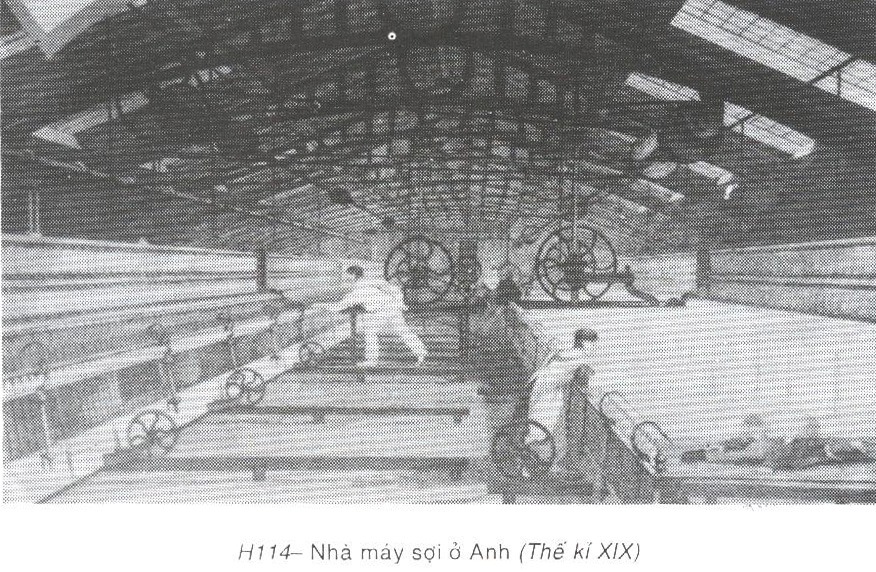 H114– Nhà máy sợi ở Anh (Thế kỉ XIX)